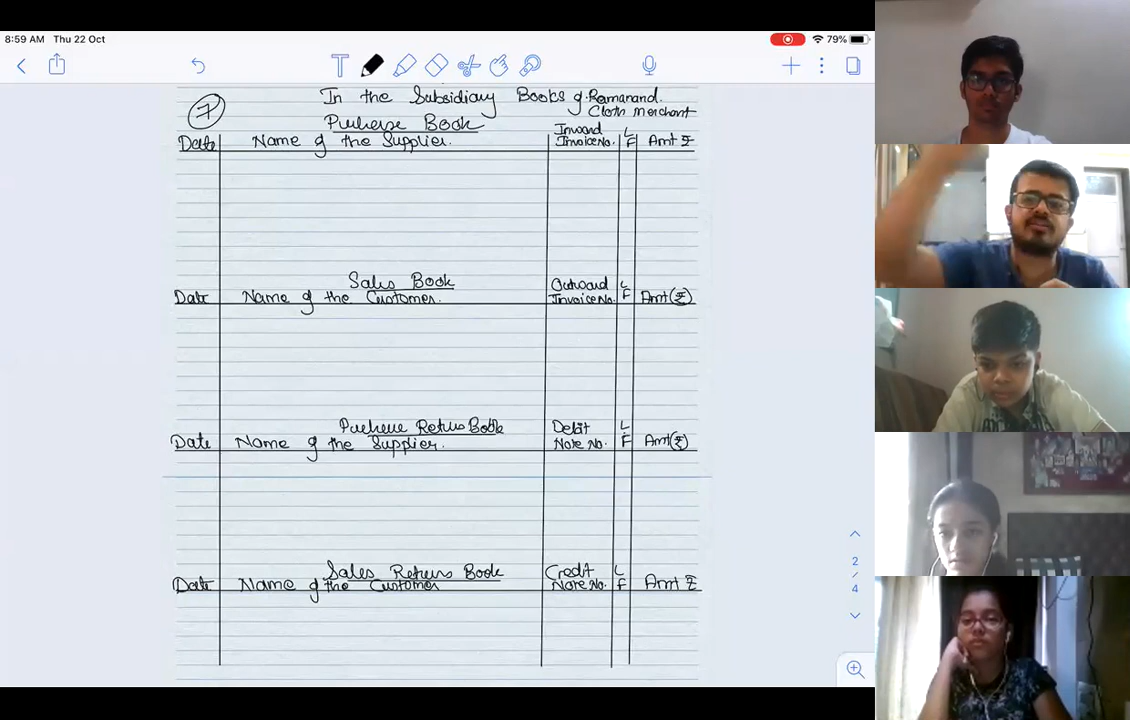 8:59 AM Thu 22 Oct
79%
T
7
In the Subsidiary Books of Ramanand
Cloth Merchant
Purchase Book
Date Name of the Supplier. Inward Invoice No. L F Amt ₹
Sales Book
Date Name of the Customer. Outward Invoice No. L F Amt (₹)
Purchase Return Book
Date Name of the Supplier. Debit Note No. L F Amt (₹)
Sales Return Book
Date Name of the Customer Credit Note No. L F Amt ₹
2
/
4